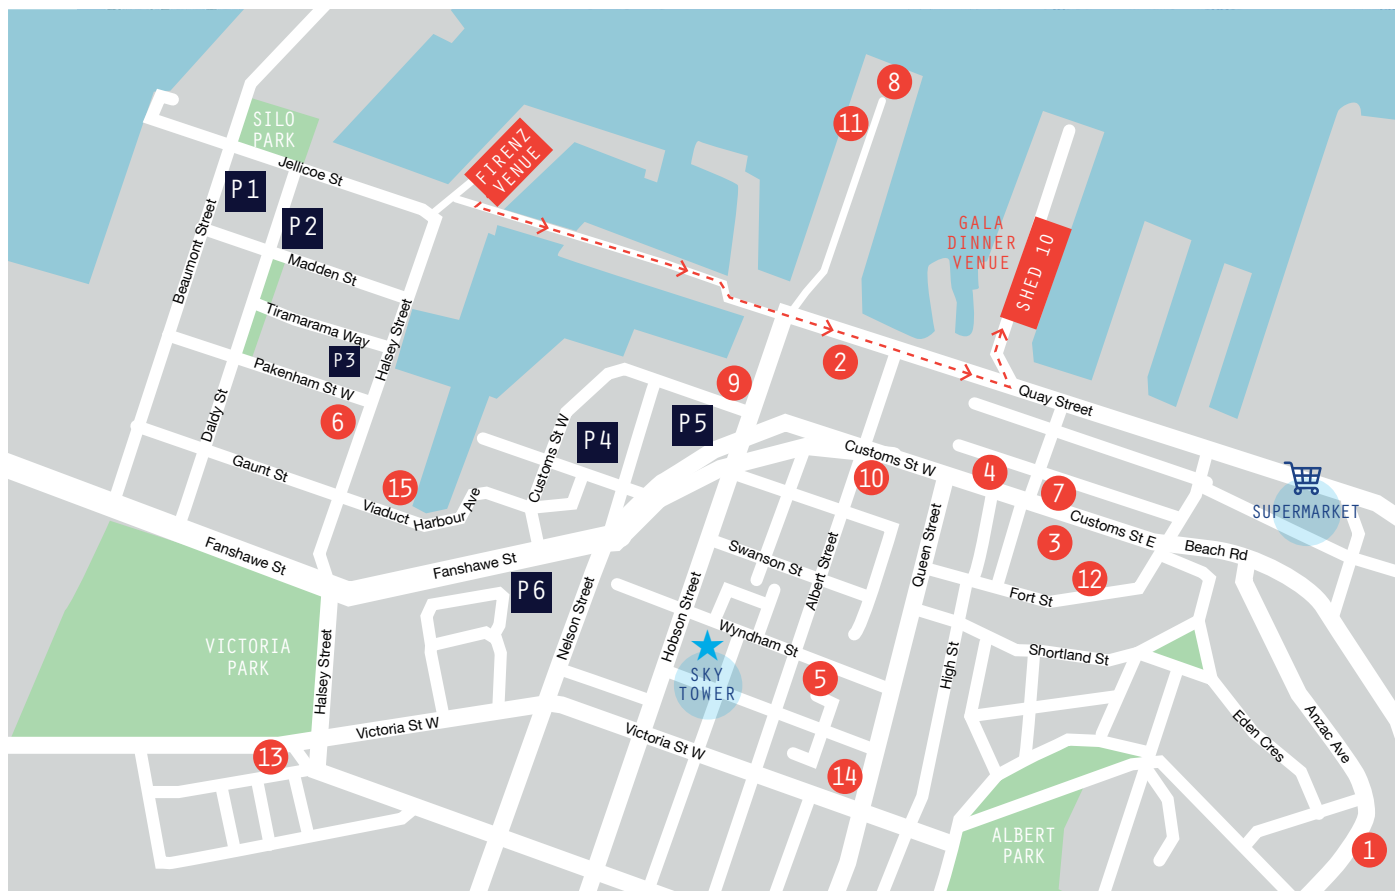 8
11
SILO
PARK
FIRENZ
VENUE
Jellicoe St
P1
P2
GALA
DINNER
VENUE
SHED 10
Beaumont Street
Madden St
Tiramarama Way
Halsey Street
P3
2
Pakenham St W
9
Quay Street
Daldy St
6
P5
P4
Customs St W
Customs St W
Gaunt St
15
10
4
7
SUPERMARKET
Viaduct Harbour Ave
Customs St E
3
Beach Rd
Fanshawe St
Fanshawe St
Swanson St
Albert Street
Queen Street
12
P6
Fort St
Nelson Street
Hobson Street
Wyndham St
VICTORIA
PARK
Halsey Street
SKY
TOWER
5
High St
Shortland St
Victoria St W
Victoria St W
Eden Cres
Anzac Ave
13
14
ALBERT
PARK
1